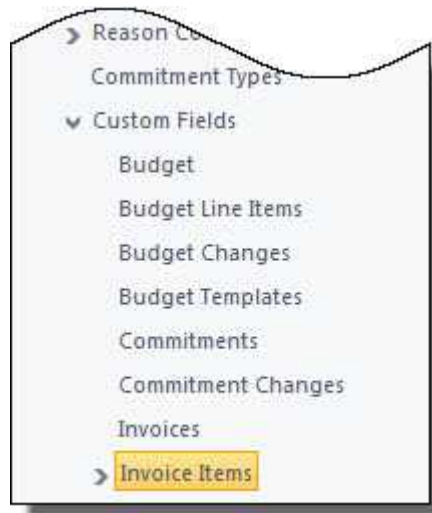 Reason
Commitment Types
Custom Fields
Budget
Budget Line Items
Budget Changes
Budget Templates
Commitments
Commitment Changes
Invoices
Invoice Items